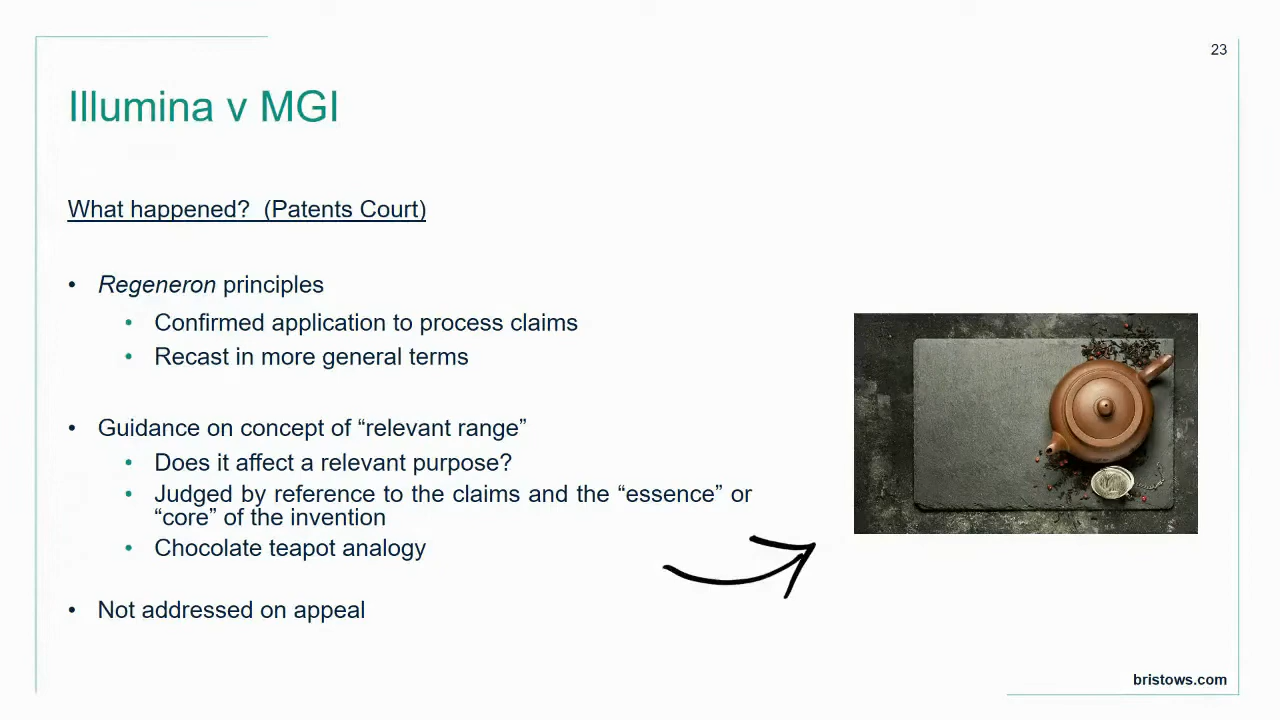 23
Illumina v MGI
What happened?  (Patents Court)
• Regeneron principles
• Confirmed application to process claims
• Recast in more general terms
• Guidance on concept of “relevant range”
• Does it affect a relevant purpose?
• Judged by reference to the claims and the “essence” or
“core” of the invention
• Chocolate teapot analogy
• Not addressed on appeal
bristows.com